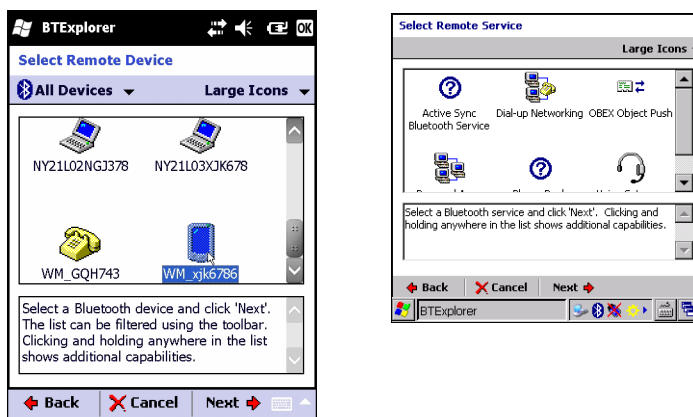 BTExplorer
OK
Select Remote Device
All Devices
Large Icons
NY21L02NGJ378
NY21L03XJK678
WM_GQH743
WM_xjk6786
Select a Bluetooth device and click 'Next'.
The list can be filtered using the toolbar.
Clicking and holding anywhere in the list
shows additional capabilities.
Back
Cancel
Next
Select Remote Service
Large Icons
Active Sync
Bluetooth Service
Dial-up Networking
OBEX Object Push
Select a Bluetooth service and click 'Next'. Clicking and
holding anywhere in the list shows additional capabilities.
Back
Cancel
Next
BTExplorer